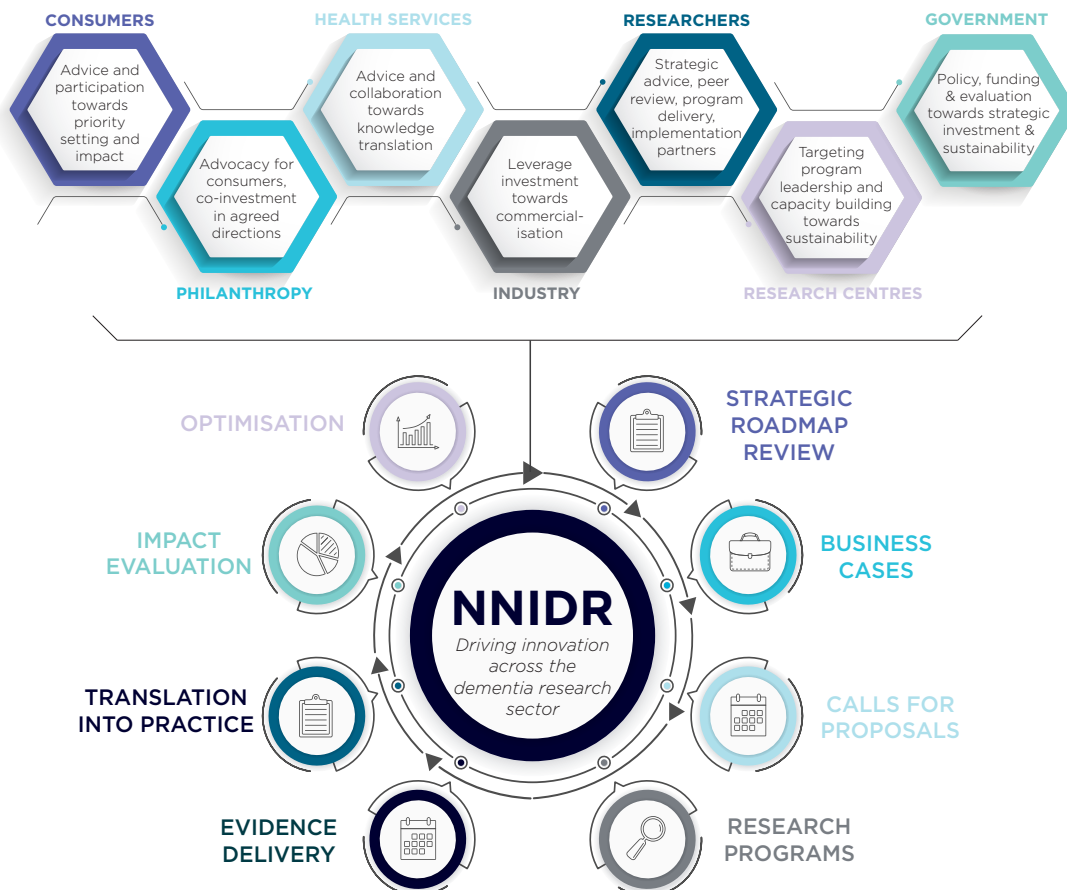 CONSUMERS
Advice and
participation
towards
priority
setting and
impact
Advocacy for
consumers,
co-investment
in agreed
directions
PHILANTHROPY
HEALTH SERVICES
Advice and
collaboration
towards
knowledge
translation
Leverage
investment
towards
commercial-
isation
INDUSTRY
RESEARCHERS
Strategic
advice, peer
review, program
delivery,
implementation
partners
Targeting
program
leadership and
capacity building
towards
sustainability
RESEARCH CENTRES
GOVERNMENT
Policy, funding
& evaluation
towards strategic
investment &
sustainability
NNIDR
Driving innovation
across the
dementia research
sector
STRATEGIC
ROADMAP
REVIEW
BUSINESS
CASES
CALLS FOR
PROPOSALS
RESEARCH
PROGRAMS
EVIDENCE
DELIVERY
TRANSLATION
INTO PRACTICE
IMPACT
EVALUATION
OPTIMISATION